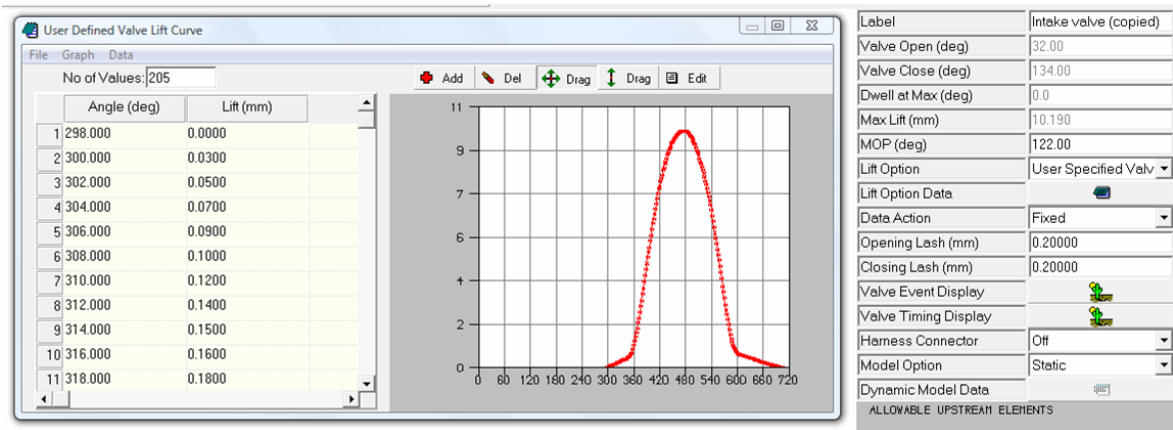 User Defined Valve Lift Curve
File Graph Data
No of Values: 205
Add Del Drag Drag Edit
Angle (deg) Lift (mm)
1 298.000 0.0000
2 300.000 0.0300
3 302.000 0.0500
4 304.000 0.0700
5 306.000 0.0900
6 308.000 0.1000
7 310.000 0.1200
8 312.000 0.1400
9 314.000 0.1500
10 316.000 0.1600
11 318.000 0.1800
11
9
7
6
4
2
0
0 60 120 180 240 300 360 420 480 540 600 660 720
Label Intake valve (copied)
Valve Open (deg) 32.00
Valve Close (deg) 134.00
Dwell at Max (deg) 0.0
Max Lift (mm) 10.190
MOP (deg) 122.00
Lift Option User Specified Valv
Lift Option Data
Data Action Fixed
Opening Lash (mm) 0.20000
Closing Lash (mm) 0.20000
Valve Event Display
Valve Timing Display
Harness Connector Off
Model Option Static
Dynamic Model Data
ALLOWABLE UPSTREAM ELEMENTS